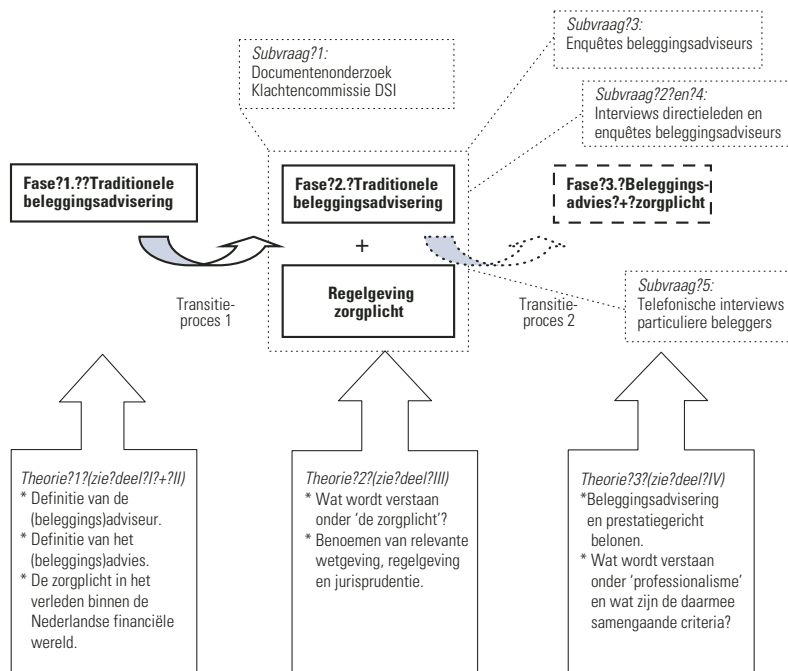 Subvraag?1:
Documentenonderzoek
Klachtencommissie DSI
Subvraag?3:
Enquêtes beleggingsadviseurs
Subvraag?2?en?4:
Interviews directieleden en
enquêtes beleggingsadviseurs
Fase?1.??Traditionele
beleggingsadvisering
Fase?2.?Traditionele
beleggingsadvisering
Fase?3.?Beleggings-
advies?+?zorgplicht
+
Regelgeving
zorgplicht
Transitie-
proces 1
Transitie-
proces 2
Subvraag?5:
Telefonische interviews
particuliere beleggers
Theorie?1?(zie?deel?I?+?II)
* Definitie van de
(beleggings)adviseur.
* Definitie van het
(beleggings)advies.
* De zorgplicht in het
verleden binnen de
Nederlandse financiële
wereld.
Theorie?2?(zie?deel?III)
* Wat wordt verstaan
onder ‘de zorgplicht’?
* Benoemen van relevante
wetgeving, regelgeving
en jurisprudentie.
Theorie?3?(zie?deel?IV)
*Beleggingsadvisering
en prestatiegericht
belonen.
* Wat wordt verstaan
onder ‘professionalisme’
en wat zijn de daarmee
samengaande criteria?